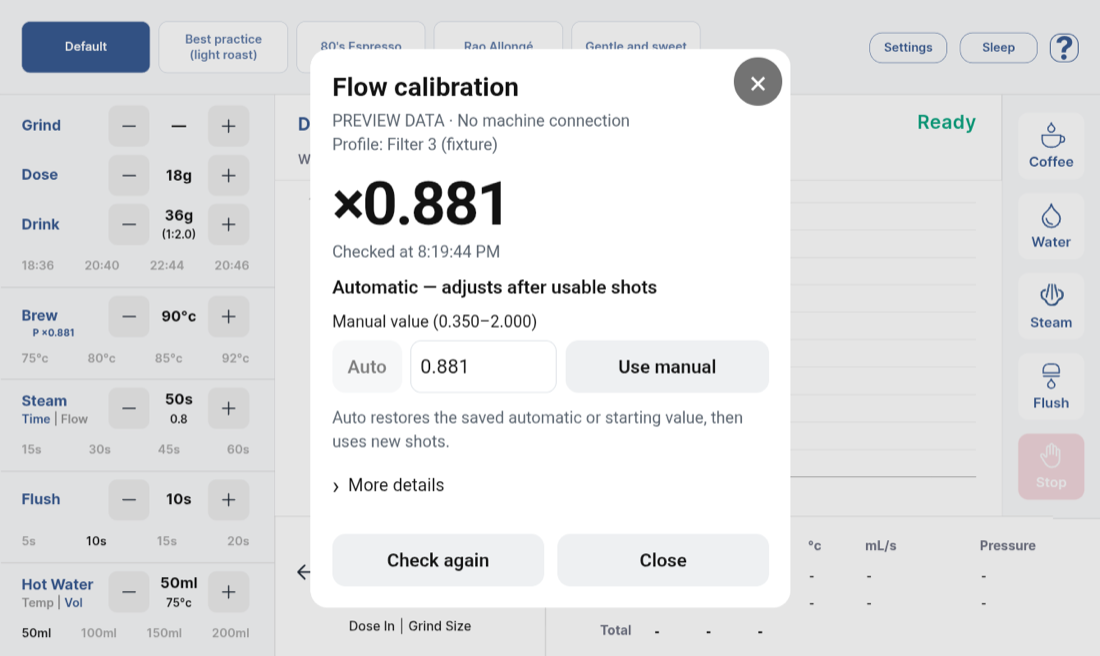 Default
Best practice
(light roast)
80's Espresso
Rao Allongé
Gentle and sweet
Settings
Sleep
?
Grind
— — +
Dose
— 18g +
Drink
— 36g +
(1:2.0)
18:36 20:40 22:44 20:46
Brew
P ×0.881
— 90°c +
75°c 80°c 85°c 92°c
Steam
Time | Flow
— 50s +
0.8
15s 30s 45s 60s
Flush
— 10s +
5s 10s 15s 20s
Hot Water
Temp | Vol
— 50ml +
75°c
50ml 100ml 150ml 200ml
D
W
Ready
Flow calibration
×
PREVIEW DATA · No machine connection
Profile: Filter 3 (fixture)
×0.881
Checked at 8:19:44 PM
Automatic — adjusts after usable shots
Manual value (0.350–2.000)
Auto
0.881
Use manual
Auto restores the saved automatic or starting value, then
uses new shots.
› More details
Check again
Close
Coffee
Water
Steam
Flush
Stop
°c mL/s Pressure
- - -
- - -
Dose In | Grind Size
Total - - -